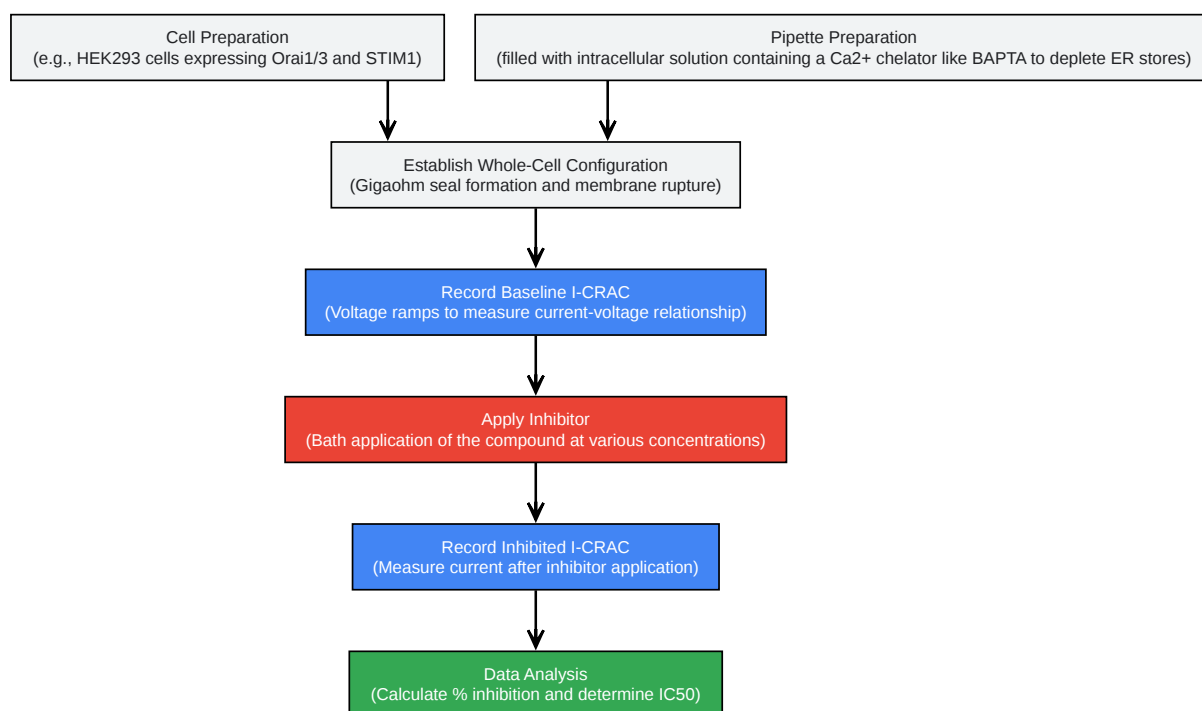 Cell Preparation
(e.g., HEK293 cells expressing Orai1/3 and STIM1)
Pipette Preparation
(filled with intracellular solution containing a Ca2+ chelator like BAPTA to deplete ER stores)
Establish Whole-Cell Configuration
(Gigaohm seal formation and membrane rupture)
Record Baseline I-CRAC
(Voltage ramps to measure current-voltage relationship)
Apply Inhibitor
(Bath application of the compound at various concentrations)
Record Inhibited I-CRAC
(Measure current after inhibitor application)
Data Analysis
(Calculate % inhibition and determine IC50)